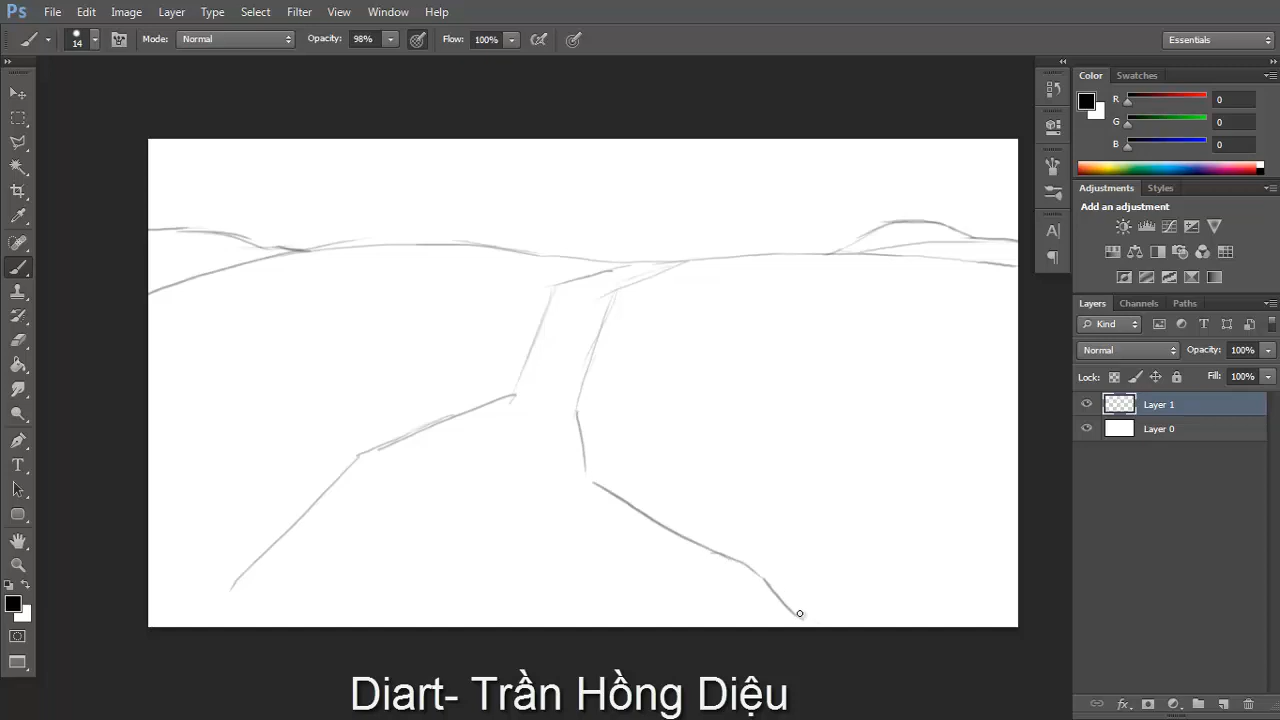 Ps File Edit Image Layer Type Select Filter View Window Help
14 Mode: Normal Opacity: 98% Flow: 100% Essentials
Color Swatches
R 0
G 0
B 0
Adjustments Styles
Add an adjustment
Layers Channels Paths
Kind
Normal Opacity: 100%
Lock: Fill: 100%
Layer 1
Layer 0
Diart- Trần Hồng Diệu